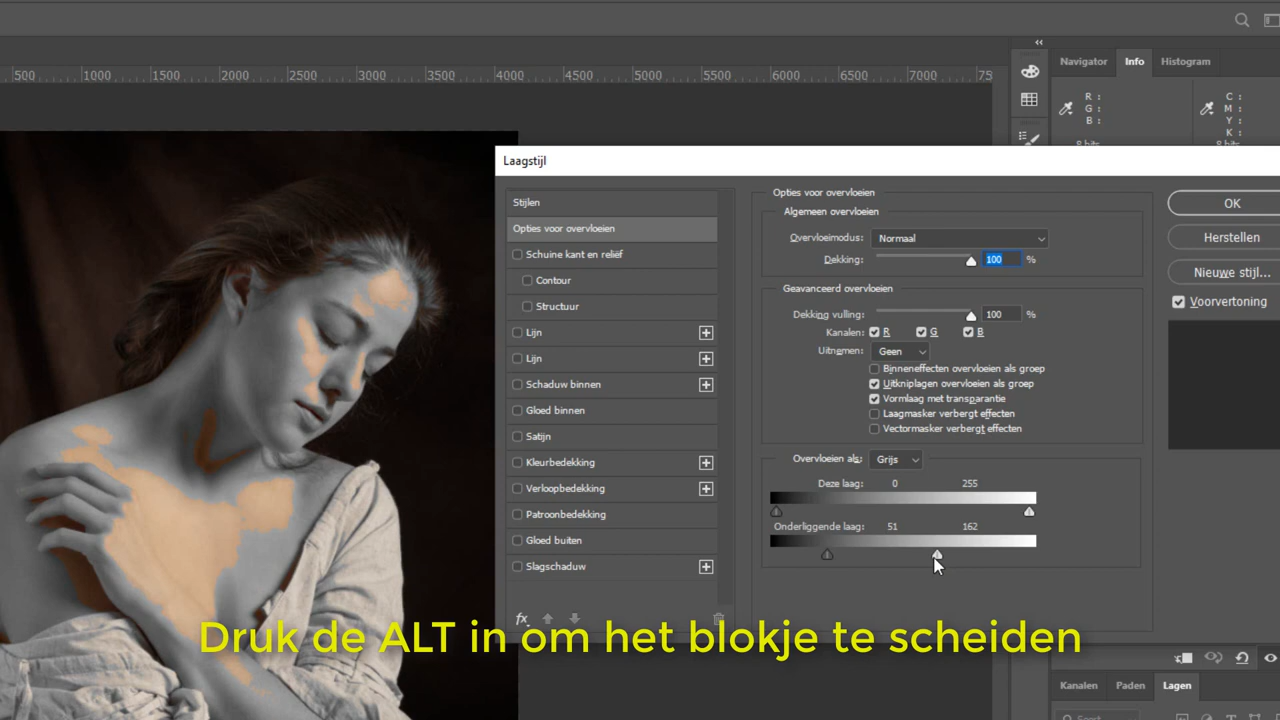 500 1000 1500 2000 2500 3000 3500 4000 4500 5000 5500 6000 6500 7000 75
Navigator Info Histogram
R :
G :
B :
C :
M :
Y :
K :
8 bits
8 bits
Laagstijl
Stijlen
Opties voor overvloeien
Schuine kant en reliëf
Contour
Structuur
Lijn
Lijn
Schaduw binnen
Gloed binnen
Satijn
Kleurbedekking
Verloopbedekking
Patroonbedekking
Gloed buiten
Slagschaduw
fx
Opties voor overvloeien
Algemeen overvloeien
Overvloeimodus: Normaal
Dekking: 100 %
Geavanceerd overvloeien
Dekking vulling: 100 %
Kanalen: R G B
Uitnemen: Geen
Binneneffecten overvloeien als groep
Uitkniplagen overvloeien als groep
Vormlaag met transparantie
Laagmasker verbergt effecten
Vectormasker verbergt effecten
Overvloeien als: Grijs
Deze laag: 0 255
Onderliggende laag: 51 162
OK
Herstellen
Nieuwe stijl...
Voorvertoning
Druk de ALT in om het blokje te scheiden
Kanalen Paden Lagen